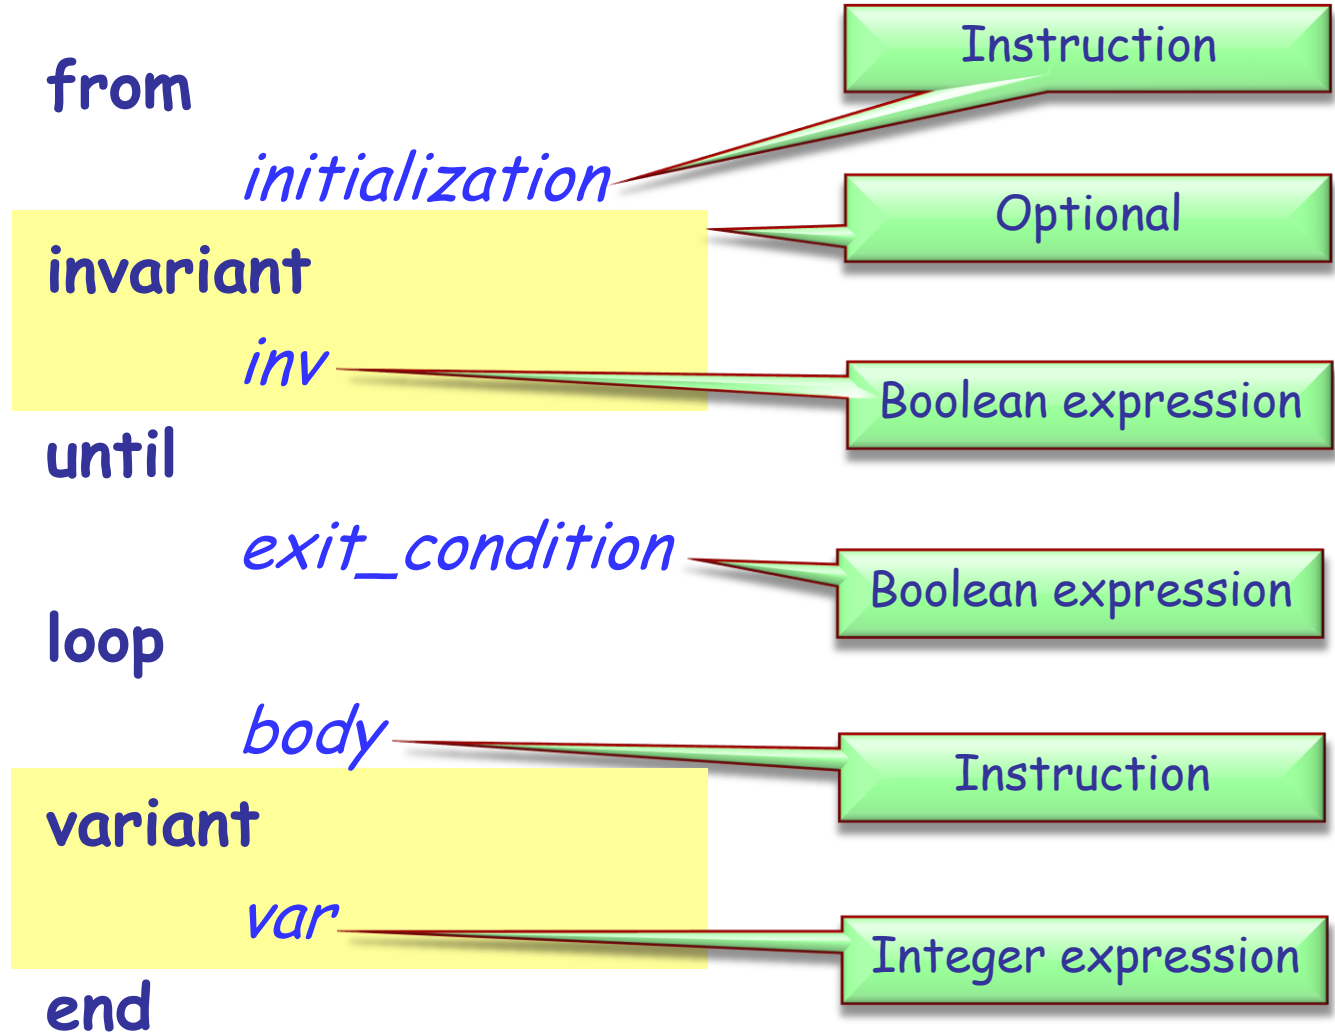 Instruction
from
initialization
Optional
invariant
inv
Boolean expression
until
exit_condition
Boolean expression
loop
body
Instruction
variant
var
Integer expression
end